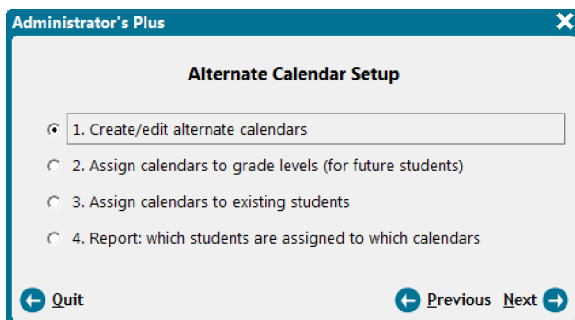 Administrator's Plus
Alternate Calendar Setup
1. Create/edit alternate calendars
2. Assign calendars to grade levels (for future students)
3. Assign calendars to existing students
4. Report: which students are assigned to which calendars
Quit Previous Next